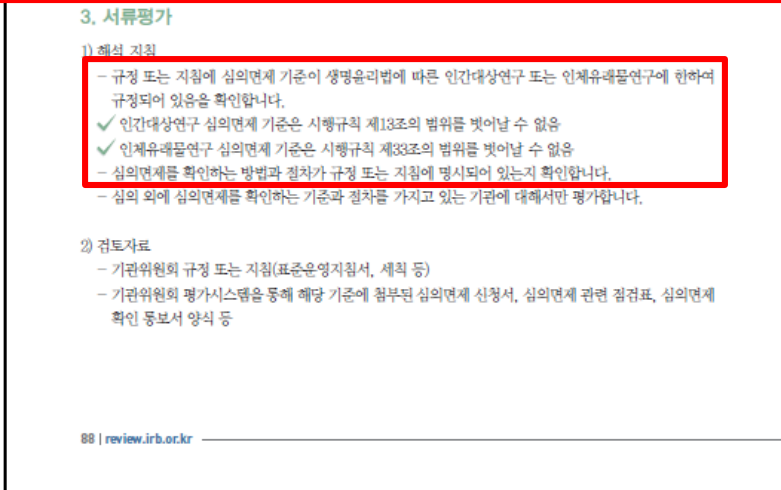 3. 서류평가
1) 해석 지침
- 규정 또는 지침에 심의면제 기준이 생명윤리법에 따른 인간대상연구 또는 인체유래물연구에 한하여
규정되어 있음을 확인합니다.
✓ 인간대상연구 심의면제 기준은 시행규칙 제13조의 범위를 벗어날 수 없음
✓ 인체유래물연구 심의면제 기준은 시행규칙 제33조의 범위를 벗어날 수 없음
- 심의면제를 확인하는 방법과 절차가 규정 또는 지침에 명시되어 있는지 확인합니다.
- 심의 외에 심의면제를 확인하는 기준과 절차를 가지고 있는 기관에 대해서만 평가합니다.
2) 검토자료
- 기관위원회 규정 또는 지침(표준운영지침서, 세칙 등)
- 기관위원회 평가시스템을 통해 해당 기준에 첨부된 심의면제 신청서, 심의면제 관련 점검표, 심의면제
확인 통보서 양식 등
88 | review.irb.or.kr